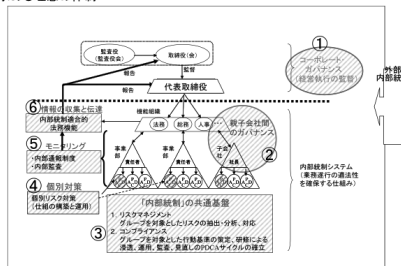 監査役
(監査役会)
取締役(会)
報告
監督
①
コーポレート
ガバナンス
(経営執行の監督)
(外部
内部統
代表取締役
報告
⑥
情報の収集と伝達
内部統制適合的
法務機能
機能組織
法務
総務
人事
親子会社間
のガバナンス
②
⑤
モニタリング
・内部通報制度
・内部監査
事業部
責任者
事業部
責任者
子会社
社長
④
個別対策
個別リスク対策
(仕組の構築と運用)
内部統制システム
(業務遂行の適法性
を確保する仕組み)
③
「内部統制」の共通基盤
1. リスクマネジメント
グループを対象としたリスクの抽出・分析、対応
2. コンプライアンス
グループを対象とした行動基準の策定、研修による
浸透、運用、監査、見直しのPDCAサイクルの確立